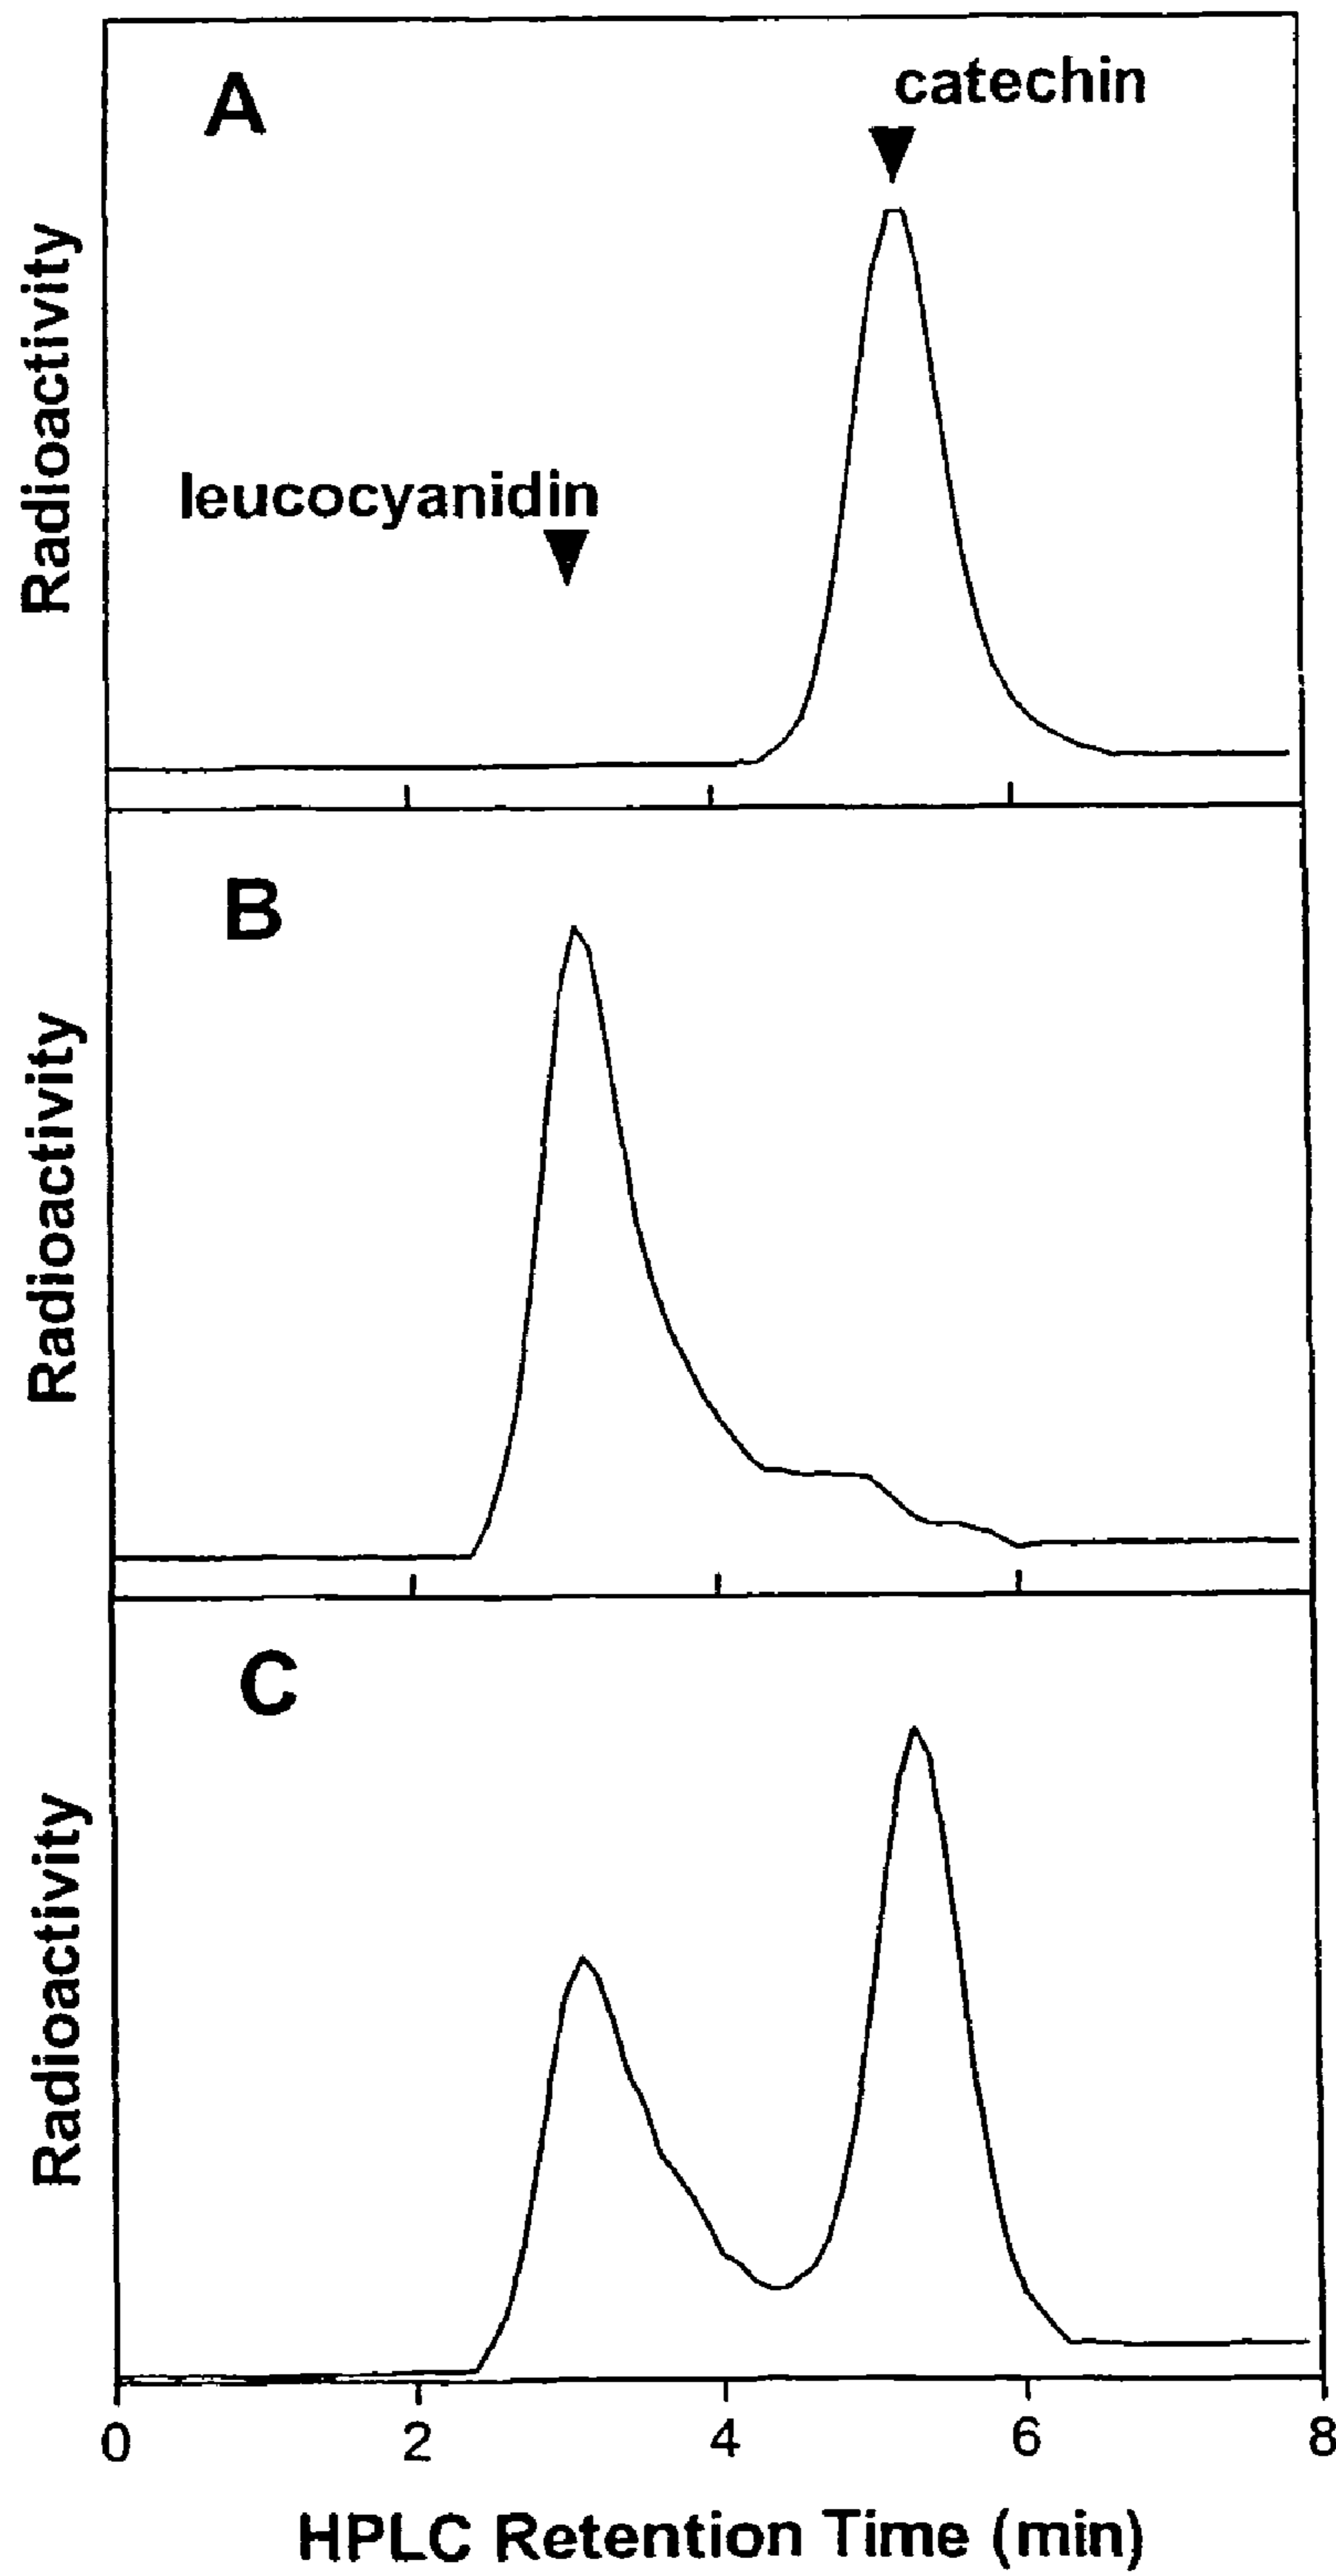 A
catechin
leucocyanidin
Radioactivity
B
Radioactivity
C
Radioactivity
0 2 4 6 8
HPLC Retention Time (min)